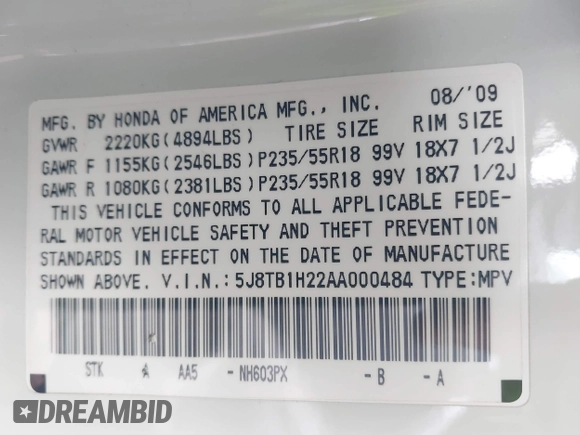 MFG. BY HONDA OF AMERICA MFG., INC. 08/'09
GVWR 2220KG(4894LBS) TIRE SIZE RIM SIZE
GAWR F 1155KG(2546LBS)P235/55R18 99V 18X7 1/2J
GAWR R 1080KG(2381LBS)P235/55R18 99V 18X7 1/2J
THIS VEHICLE CONFORMS TO ALL APPLICABLE FEDE-
RAL MOTOR VEHICLE SAFETY AND THEFT PREVENTION
STANDARDS IN EFFECT ON THE DATE OF MANUFACTURE
SHOWN ABOVE. V.I.N.:5J8TB1H22AA000484 TYPE:MPV
STK A AA5 -NH603PX -B -A
DREAMBID